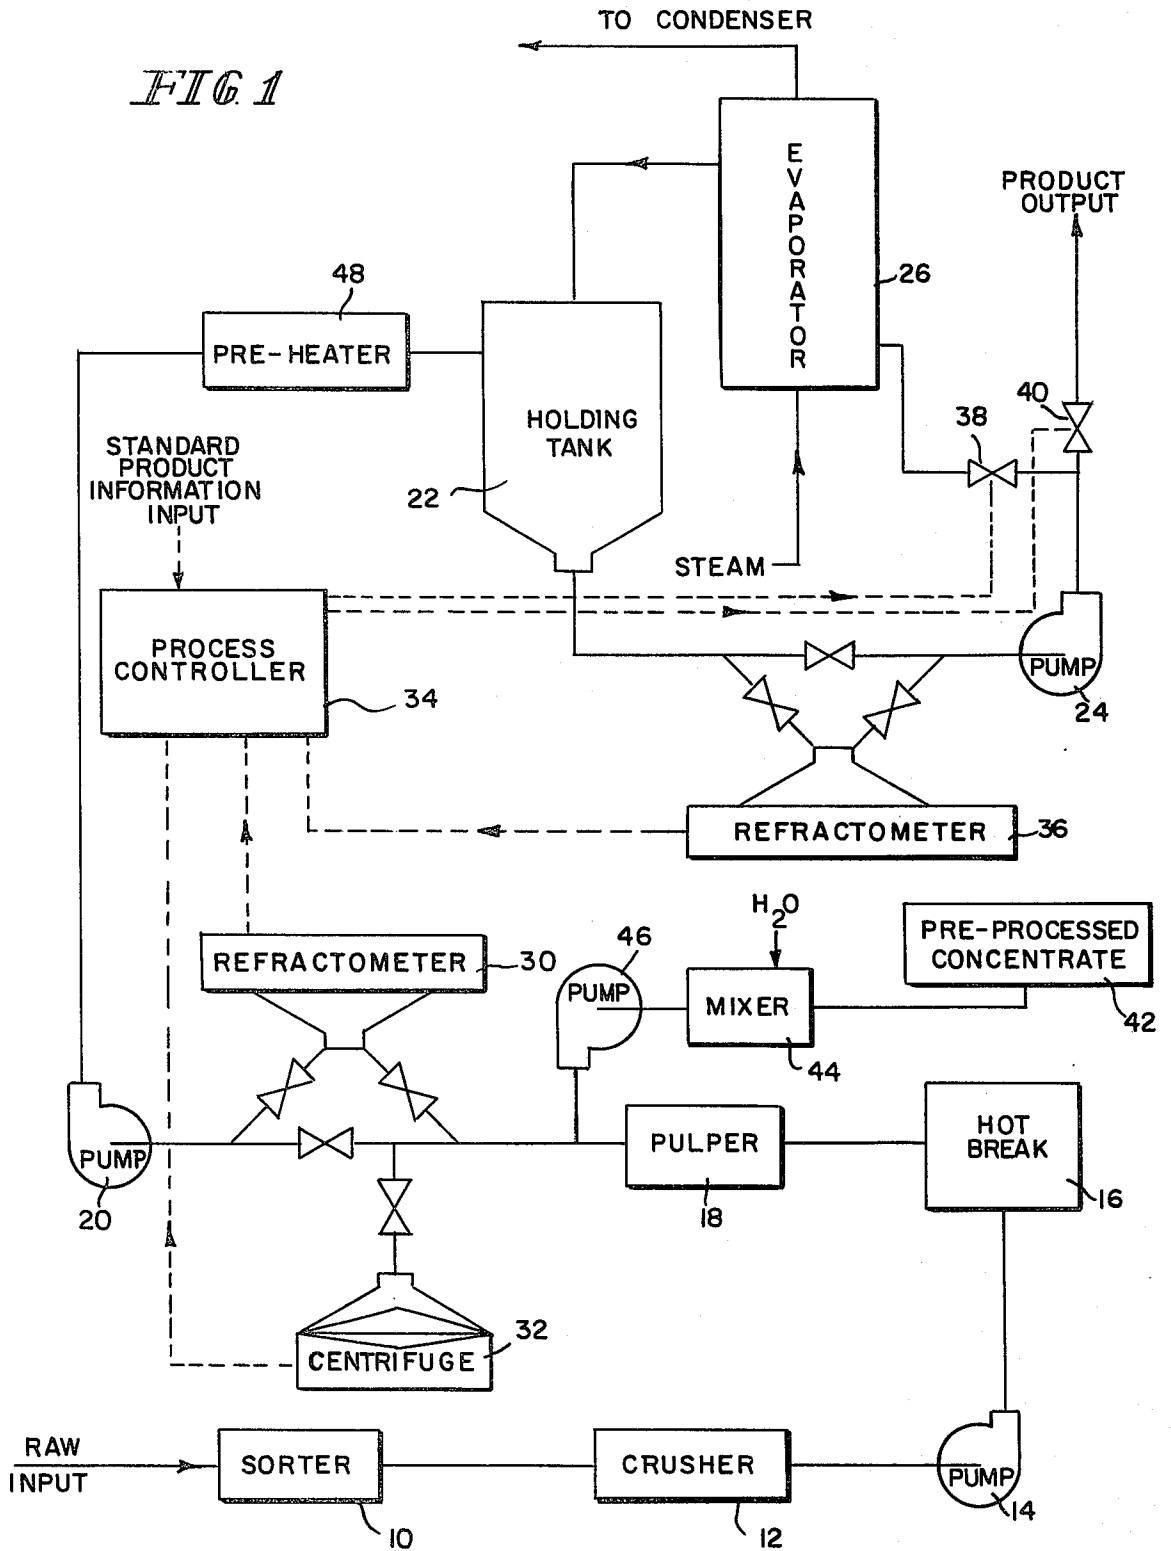 TO CONDENSER
FIG. 1
EVAPORATOR
PRODUCT
OUTPUT
26
48
PRE-HEATER
40
38
HOLDING
TANK
STANDARD
PRODUCT
INFORMATION
INPUT
22
STEAM
PROCESS
CONTROLLER
34
PUMP
24
REFRACTOMETER
36
H2O
PRE-PROCESSED
CONCENTRATE
46
REFRACTOMETER
30
PUMP
MIXER
42
44
HOT
BREAK
PULPER
PUMP
16
20
18
32
CENTRIFUGE
RAW
INPUT
SORTER
CRUSHER
PUMP
14
10
12